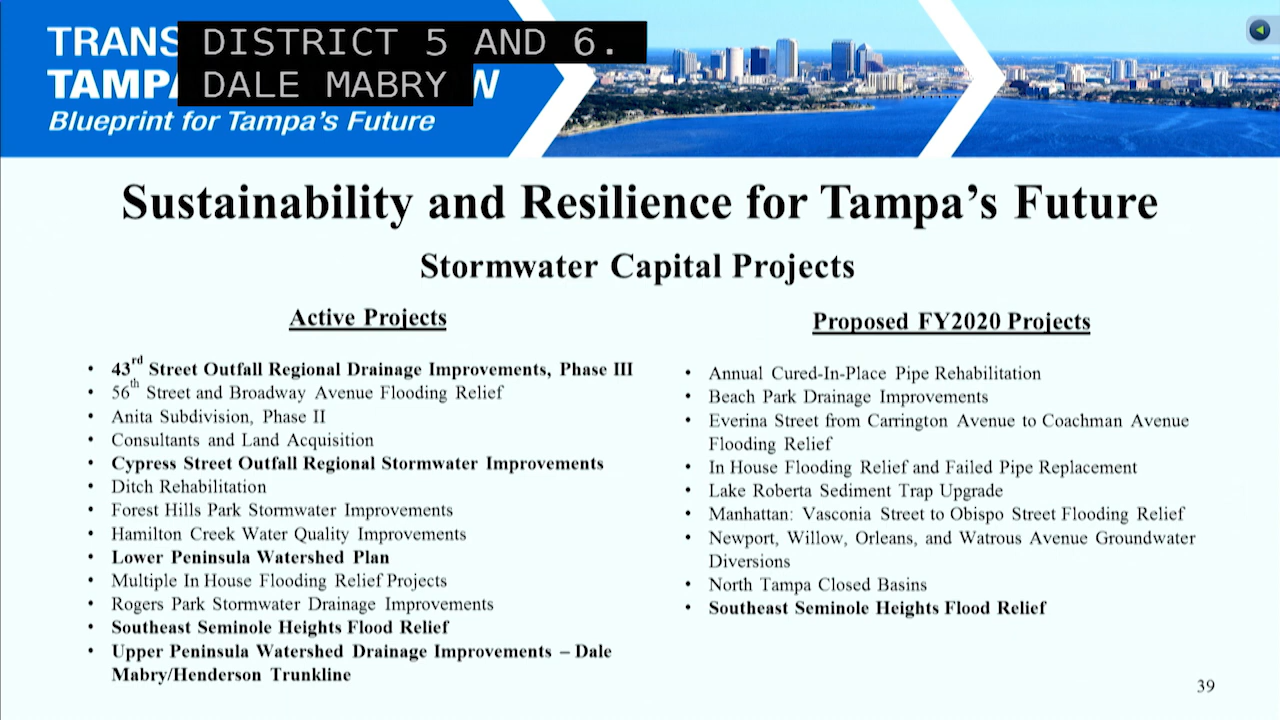 TRANS
DISTRICT 5 AND 6.
TAMPA
DALE MABRY
W
Blueprint for Tampa's Future
Sustainability and Resilience for Tampa's Future
Stormwater Capital Projects
Active Projects
• 43rd Street Outfall Regional Drainage Improvements, Phase III
• 56th Street and Broadway Avenue Flooding Relief
• Anita Subdivision, Phase II
• Consultants and Land Acquisition
• Cypress Street Outfall Regional Stormwater Improvements
• Ditch Rehabilitation
• Forest Hills Park Stormwater Improvements
• Hamilton Creek Water Quality Improvements
• Lower Peninsula Watershed Plan
• Multiple In House Flooding Relief Projects
• Rogers Park Stormwater Drainage Improvements
• Southeast Seminole Heights Flood Relief
• Upper Peninsula Watershed Drainage Improvements – Dale
Mabry/Henderson Trunkline
Proposed FY2020 Projects
• Annual Cured-In-Place Pipe Rehabilitation
• Beach Park Drainage Improvements
• Everina Street from Carrington Avenue to Coachman Avenue
Flooding Relief
• In House Flooding Relief and Failed Pipe Replacement
• Lake Roberta Sediment Trap Upgrade
• Manhattan: Vasconia Street to Obispo Street Flooding Relief
• Newport, Willow, Orleans, and Watrous Avenue Groundwater
Diversions
• North Tampa Closed Basins
• Southeast Seminole Heights Flood Relief
39